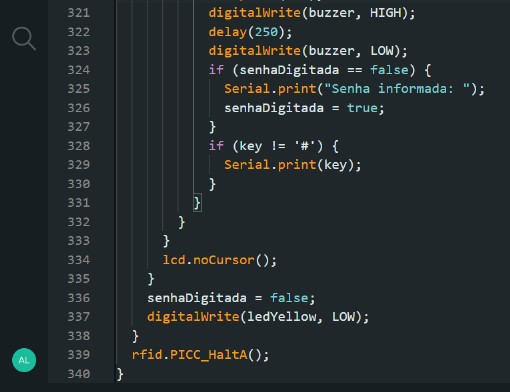 321 digitalWrite(buzzer, HIGH);
322 delay(250);
323 digitalWrite(buzzer, LOW);
324 if (senhaDigitada == false) {
325 Serial.print("Senha informada: ");
326 senhaDigitada = true;
327 }
328 if (key != '#') {
329 Serial.print(key);
330 }
331 }
332 }
333 }
334 lcd.noCursor();
335 }
336 senhaDigitada = false;
337 digitalWrite(ledYellow, LOW);
338 }
339 rfid.PICC_HaltA();
340 }
AL